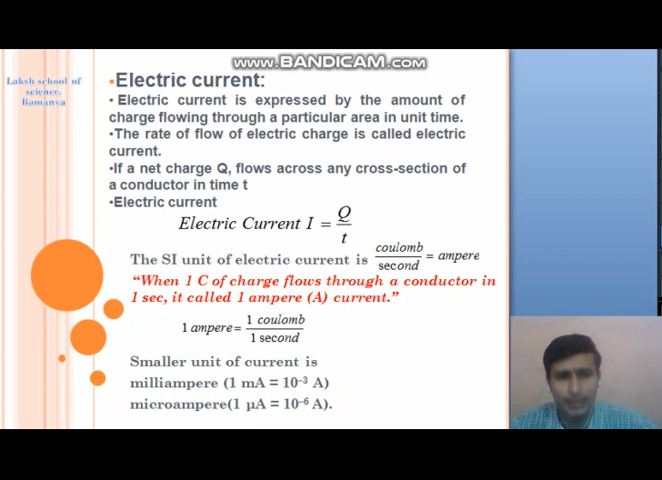 www.BANDICAM.com
Laksh school of
science,
Bamanva
Electric current:
•Electric current is expressed by the amount of
charge flowing through a particular area in unit time.
•The rate of flow of electric charge is called electric
current.
•If a net charge Q, flows across any cross-section of
a conductor in time t
•Electric current
Electric Current I = Q/t
The SI unit of electric current is coulomb/second = ampere
“When 1 C of charge flows through a conductor in
1 sec, it called 1 ampere (A) current.”
1 ampere= 1 coulomb/1 second
Smaller unit of current is
milliampere (1 mA = 10⁻³ A)
microampere(1 µA = 10⁻⁶ A).